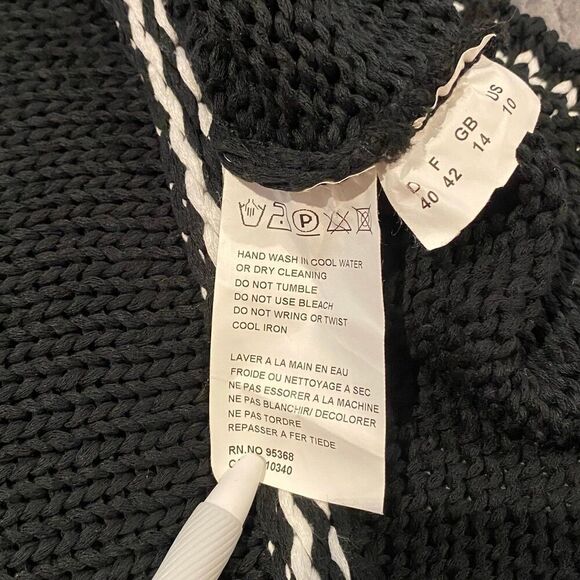 P
HAND WASH IN COOL WATER
OR DRY CLEANING
DO NOT TUMBLE
DO NOT USE BLEACH
DO NOT WRING OR TWIST
COOL IRON
LAVER A LA MAIN EN EAU
FROIDE OU NETTOYAGE A SEC
NE PAS ESSORER A LA MACHINE
NE PAS BLANCHIR/ DECOLORER
NE PAS TORDRE
REPASSER A FER TIEDE
RN.NO 95368
10340
D F GB US
40 42 14 10